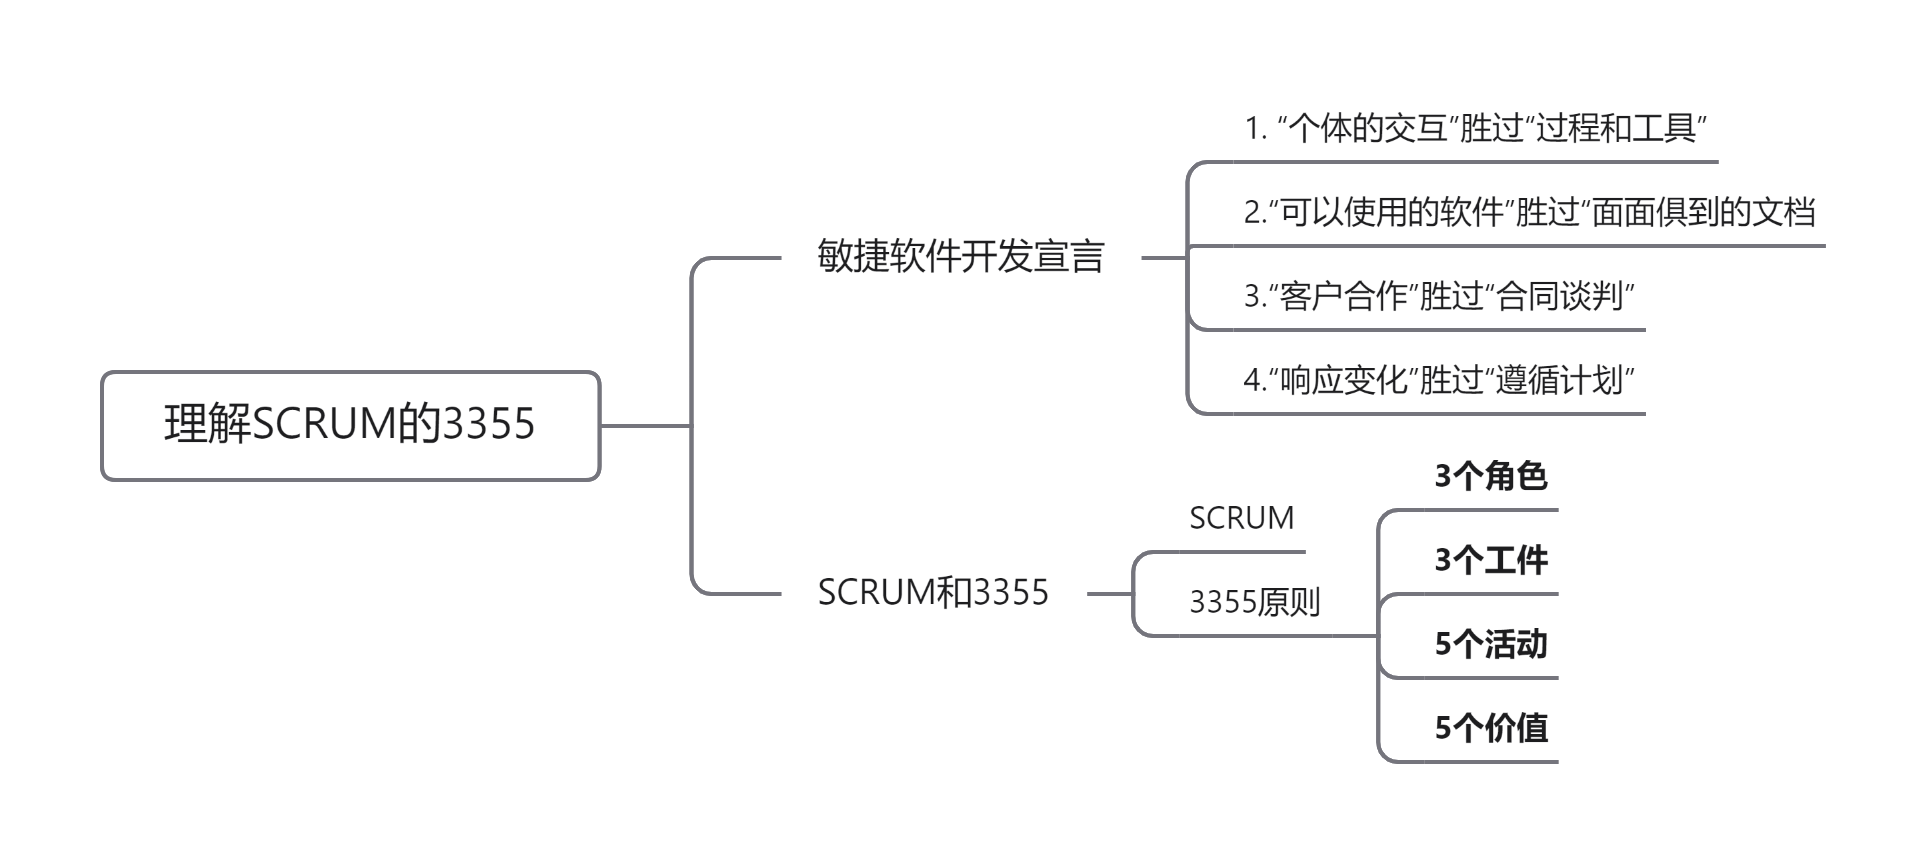 理解SCRUM的3355
敏捷软件开发宣言
1. “个体的交互”胜过“过程和工具”
2.“可以使用的软件”胜过“面面俱到的文档
3.“客户合作”胜过“合同谈判”
4.“响应变化”胜过“遵循计划”
SCRUM和3355
SCRUM
3355原则
3个角色
3个工件
5个活动
5个价值